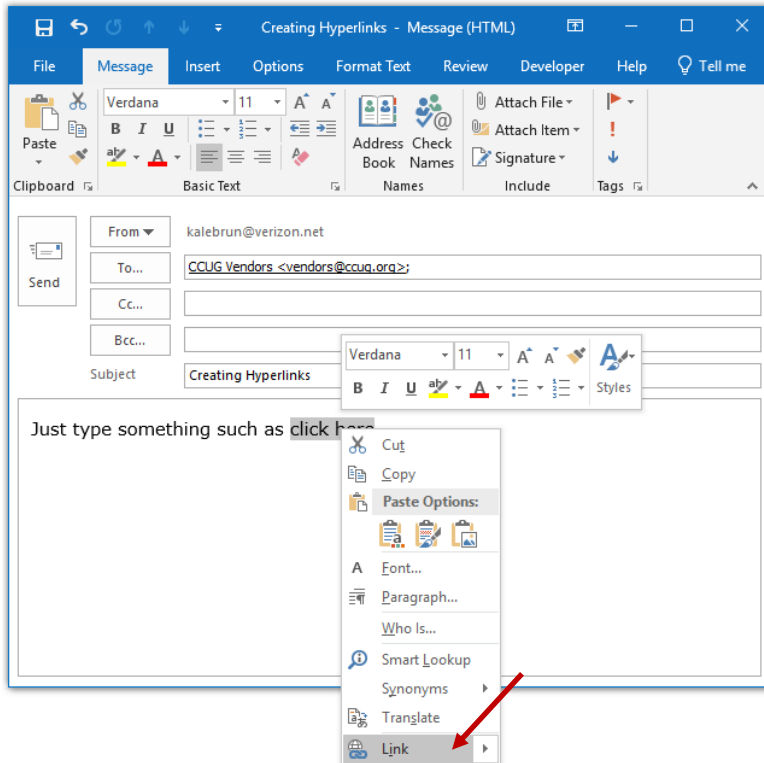 Creating Hyperlinks - Message (HTML)
File Message Insert Options Format Text Review Developer Help Tell me
Verdana 11 A A Attach File
Paste B I U Address Book Check Names Attach Item !
ab A Signature
Clipboard Basic Text Names Include Tags
From kalebrun@verizon.net
Send To... CCUG Vendors <vendors@ccug.org>;
Cc...
Bcc...
Verdana 11 A A A
B I U ab A Styles
Subject Creating Hyperlinks
Just type something such as click here
Cut
Copy
Paste Options:
A Font...
Paragraph...
Who Is...
Smart Lookup
Synonyms
Translate
Link